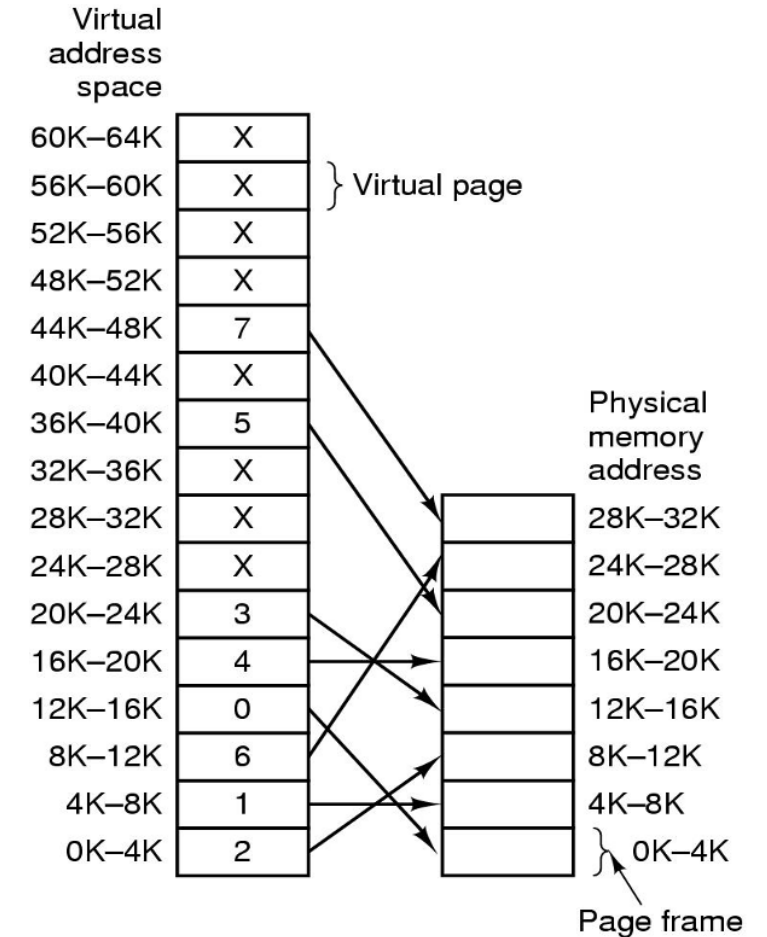 Virtual
address
space
60K–64K X
56K–60K X Virtual page
52K–56K X
48K–52K X
44K–48K 7
40K–44K X
36K–40K 5
32K–36K X
28K–32K X
24K–28K X
20K–24K 3
16K–20K 4
12K–16K 0
8K–12K 6
4K–8K 1
0K–4K 2
Physical
memory
address
28K–32K
24K–28K
20K–24K
16K–20K
12K–16K
8K–12K
4K–8K
0K–4K
Page frame